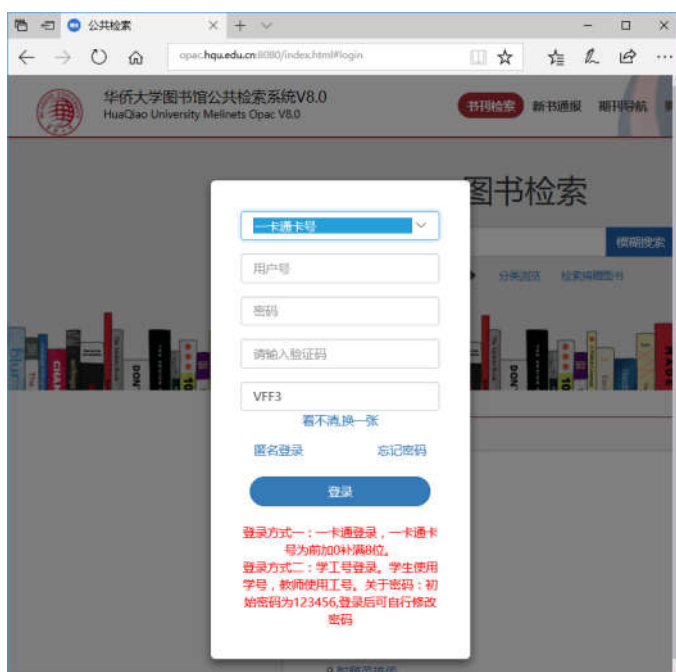 公共检索
opac.hqu.edu.cn:8080/index.html#login
华侨大学图书馆公共检索系统V8.0
HuaQiao University Melinets Opac V8.0
书刊检索 新书通报 期刊导航
图书检索
一卡通卡号
模糊搜索
用户号
分类浏览 检索捐赠图书
密码
请输入验证码
VFF3
看不清,换一张
匿名登录 忘记密码
登录
登录方式一：一卡通登录，一卡通卡
号为前加0补满8位。
登录方式二：学工号登录。学生使用
学号，教师使用工号。关于密码：初
始密码为123456,登录后可自行修改
密码